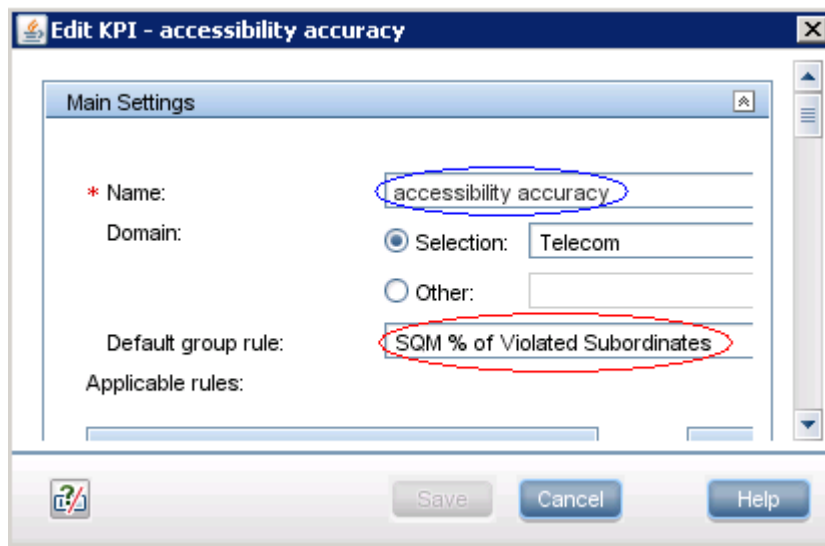 Edit KPI - accessibility accuracy
Main Settings
* Name: accessibility accuracy
Domain: Selection: Telecom
Other:
Default group rule: SQM % of Violated Subordinates
Applicable rules:
Save Cancel Help